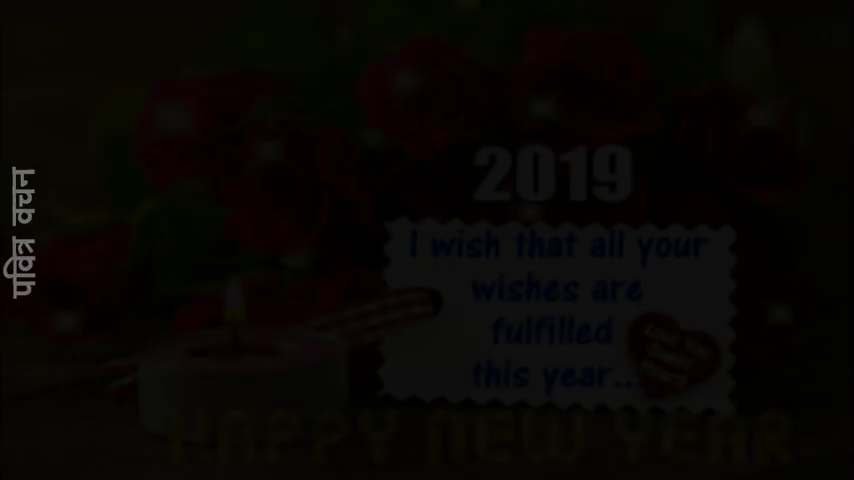 पवित्र वचन
2019
I wish that all your
wishes are
fulfilled
this year...
HAPPY NEW YEAR